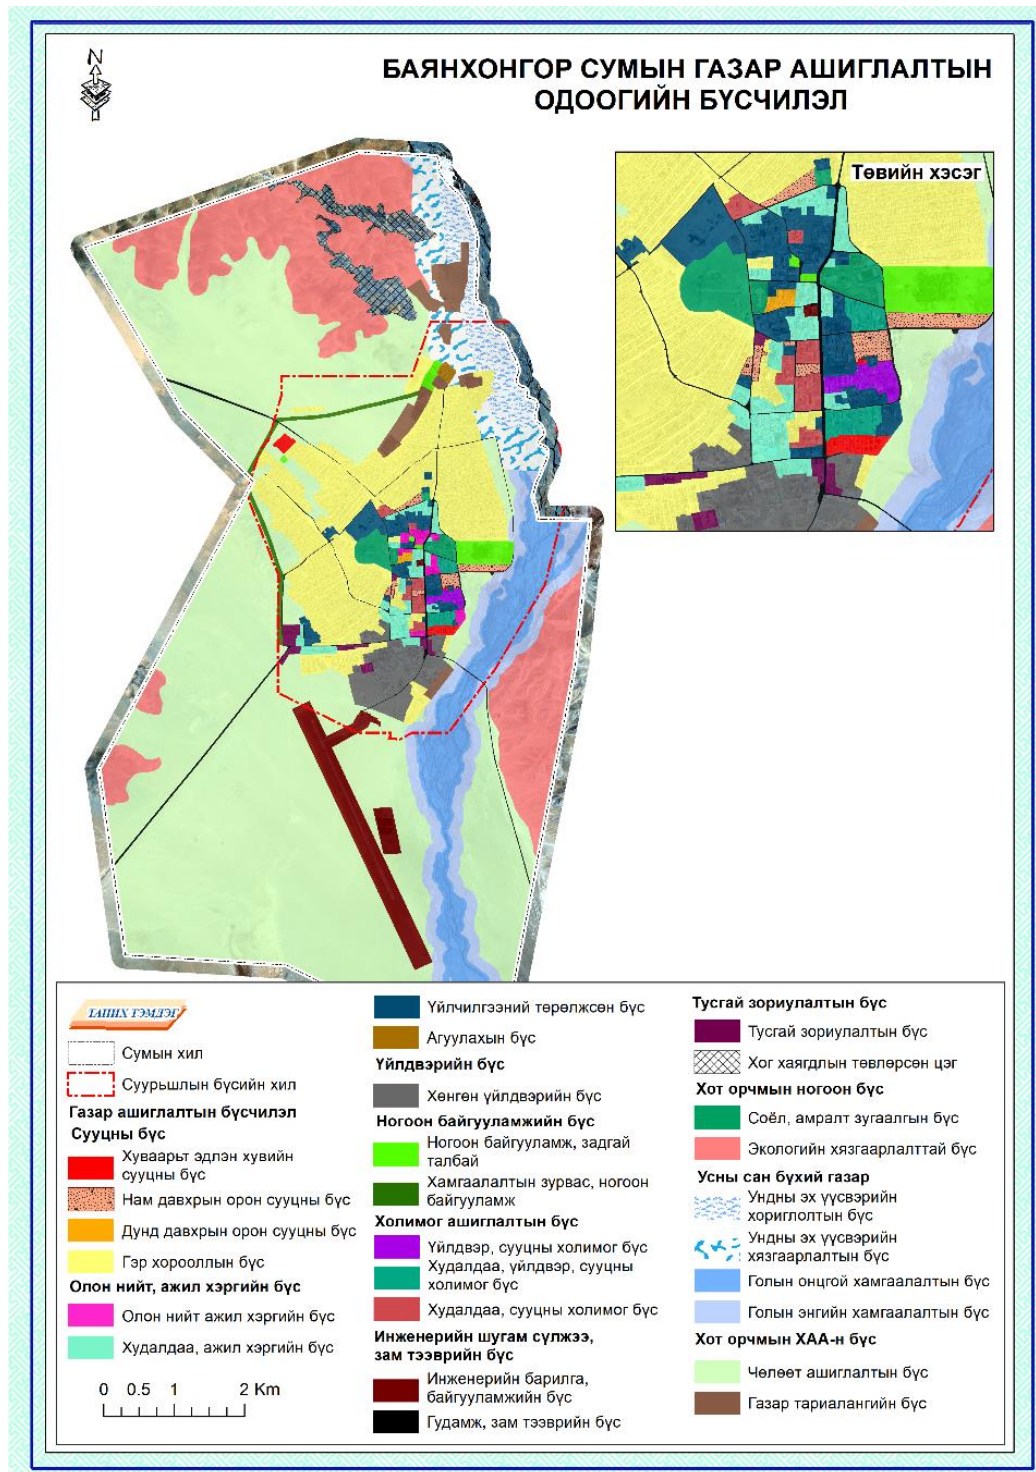 N
БАЯНХОНГОР СУМЫН ГАЗАР АШИГЛАЛТЫН
ОДООГИЙН БҮСЧИЛЭЛ
Төвийн хэсэг
ТАНИХ ТЭМДЭГ
Сумын хил
Суурьшлын бүсийн хил
Газар ашиглалтын бүсчилэл
Сууцны бүс
Хуваарьт эдлэн хувийн
сууцны бүс
Нам давхрын орон сууцны бүс
Дунд давхрын орон сууцны бүс
Гэр хорооллын бүс
Олон нийт, ажил хэргийн бүс
Олон нийт ажил хэргийн бүс
Худалдаа, ажил хэргийн бүс
0 0.5 1 2 Km
Үйлчилгээний төрөлжсөн бүс
Агуулахын бүс
Үйлдвэрийн бүс
Хөнгөн үйлдвэрийн бүс
Ногоон байгууламжийн бүс
Ногоон байгууламж, задгай
талбай
Хамгаалалтын зурвас, ногоон
байгууламж
Холимог ашиглалтын бүс
Үйлдвэр, сууцны холимог бүс
Худалдаа, үйлдвэр, сууцны
холимог бүс
Худалдаа, сууцны холимог бүс
Инженерийн шугам сүлжээ,
зам тээврийн бүс
Инженерийн барилга,
байгууламжийн бүс
Гудамж, зам тээврийн бүс
Тусгай зориулалтын бүс
Тусгай зориулалтын бүс
Хог хаягдлын төвлөрсөн цэг
Хот орчмын ногоон бүс
Соёл, амралт зугаалгын бүс
Экологийн хязгаарлалттай бүс
Усны сан бүхий газар
Ундны эх үүсвэрийн
хориглолтын бүс
Ундны эх үүсвэрийн
хязгаарлалтын бүс
Голын онцгой хамгаалалтын бүс
Голын энгийн хамгаалалтын бүс
Хот орчмын ХАА-н бүс
Чөлөөт ашиглалтын бүс
Газар тариалангийн бүс